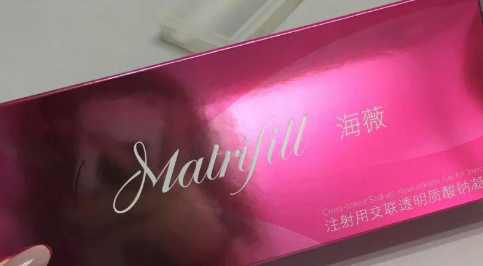 Matrifill 海薇
Cross-linked Sodium Hyaluronate Gel for Injec
注射用交联透明质酸钠凝